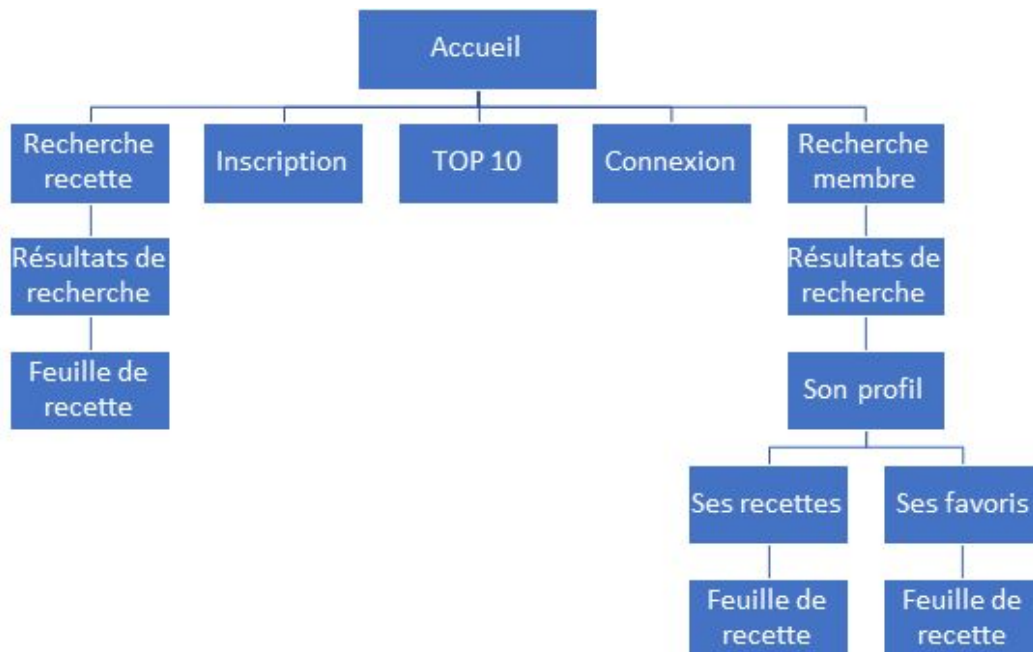 Accueil
Recherche
recette
Inscription
TOP 10
Connexion
Recherche
membre
Résultats de
recherche
Résultats de
recherche
Feuille de
recette
Son profil
Ses recettes
Ses favoris
Feuille de
recette
Feuille de
recette